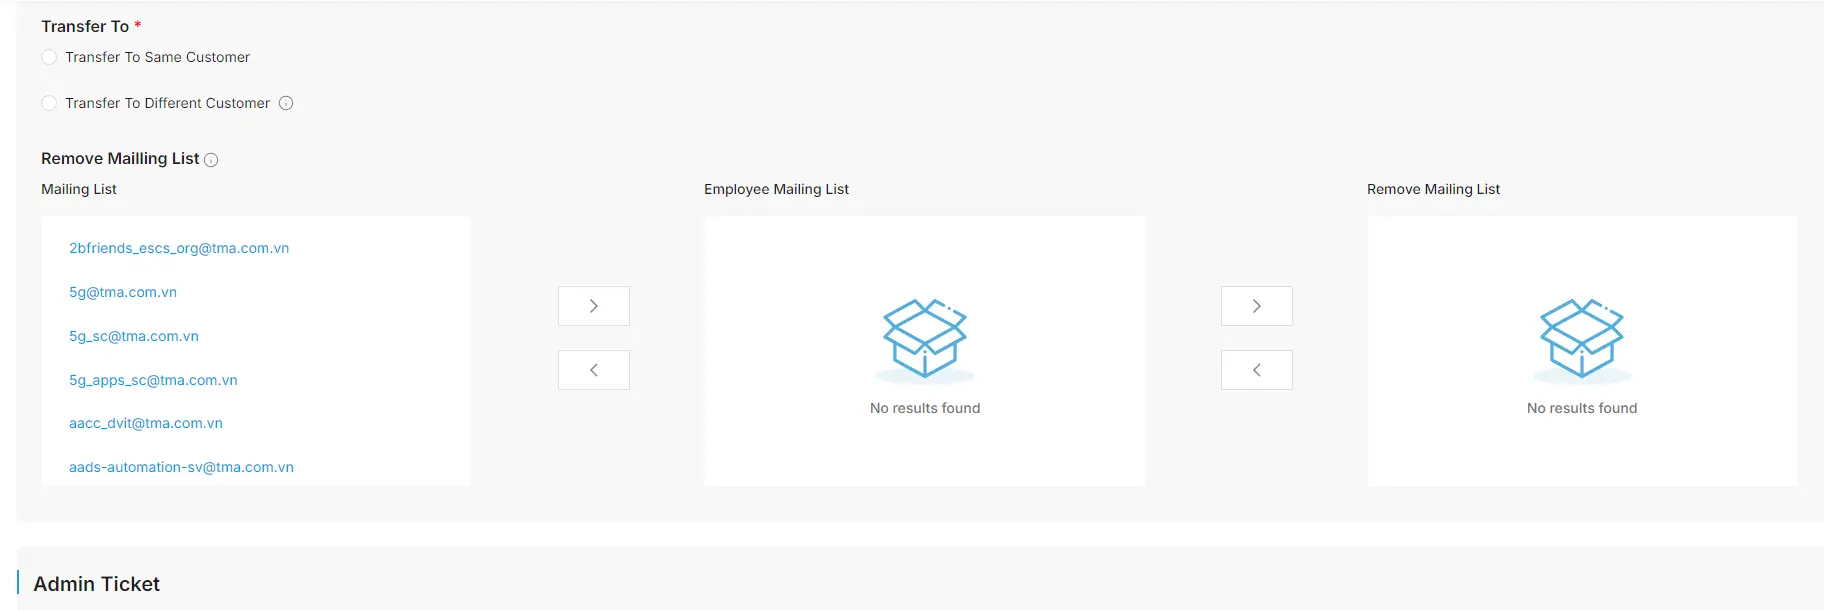 Transfer To *
Transfer To Same Customer
Transfer To Different Customer
Remove Mailling List
Mailing List
2bfriends_escs_org@tma.com.vn
5g@tma.com.vn
5g_sc@tma.com.vn
5g_apps_sc@tma.com.vn
aacc_dvit@tma.com.vn
aads-automation-sv@tma.com.vn
Employee Mailing List
No results found
Remove Mailing List
No results found
Admin Ticket